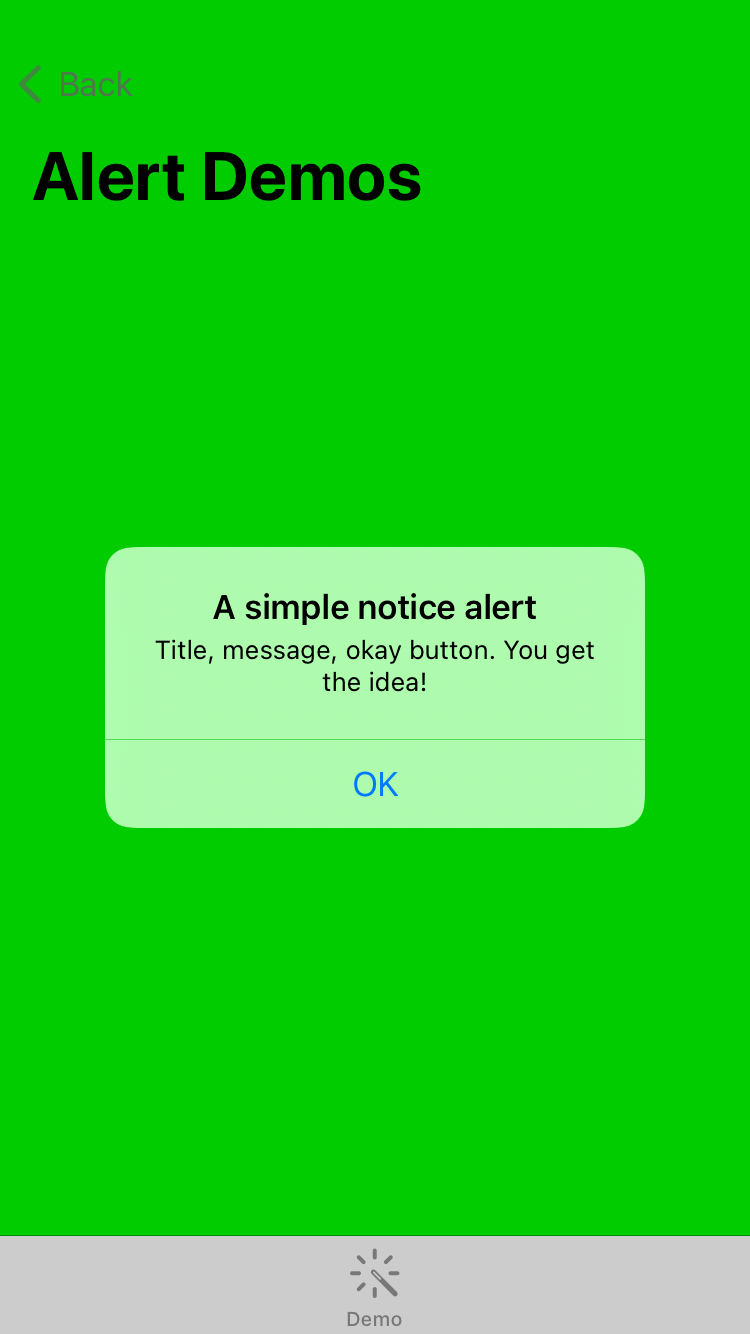 Back
Alert Demos
A simple notice alert
Title, message, okay button. You get
the idea!
OK
Demo